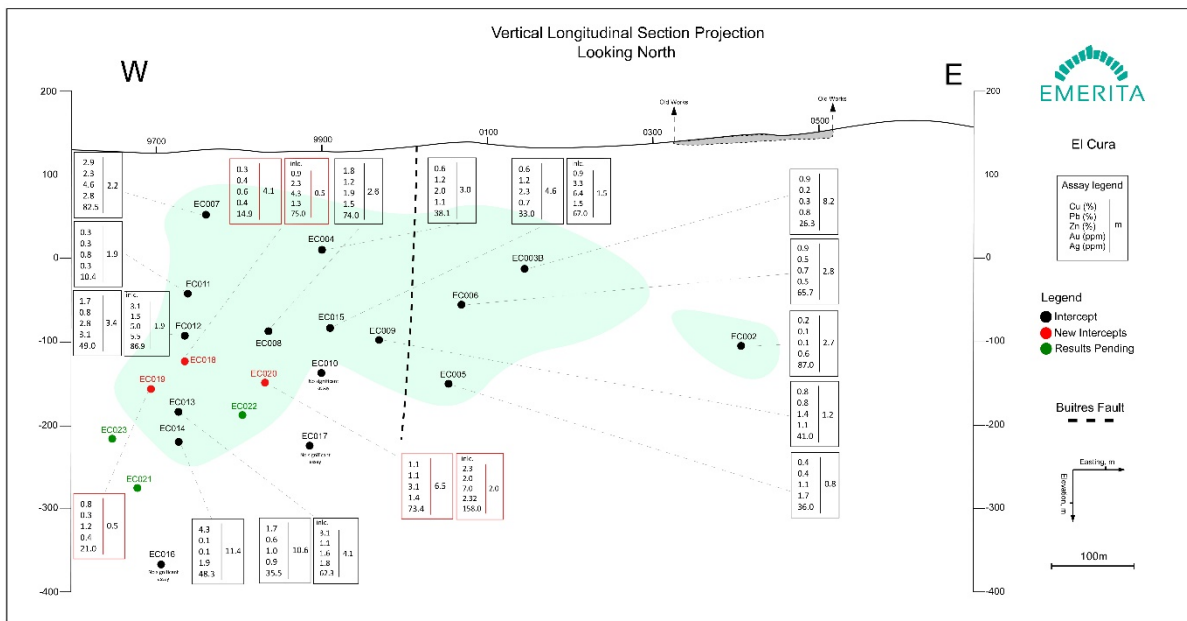 Vertical Longitudinal Section Projection
Looking North
W
E
EMERITA
El Cura
Assay legend
Cu (%)
Pb (%)
Zn (%)
Au (ppm)
Ag (ppm)
m
Legend
Intercept
New Intercepts
Results Pending
Buitres Fault
Easting, m
Elevation, m
100m
200
100
0
-100
-200
-300
-400
200
100
0
-100
-200
-300
-400
9700
9900
0100
0300
0500
Old Works
Old Works
2.9
2.3
4.6
2.8
82.5
2.2
0.3
0.3
0.8
0.3
10.4
1.9
1.7
0.8
2.8
3.1
49.0
3.4
inlc.
3.1
1.5
5.0
5.5
86.9
1.9
0.3
0.4
0.6
0.4
14.9
4.1
inlc.
0.9
2.3
4.3
1.3
75.0
0.5
1.8
1.2
1.9
1.5
74.0
2.6
0.6
1.2
2.0
1.1
38.1
3.0
0.6
1.2
2.3
0.7
33.0
4.6
inlc.
0.9
3.3
6.4
1.5
67.0
1.5
0.9
0.2
0.3
0.8
26.3
8.2
0.9
0.5
0.7
0.5
65.7
2.8
0.2
0.1
0.1
0.6
87.0
2.7
0.8
0.8
1.4
1.1
41.0
1.2
0.4
0.4
1.1
1.7
36.0
0.8
1.1
1.1
3.1
1.4
73.4
6.5
inlc.
2.3
2.0
7.0
2.32
158.0
2.0
0.8
0.3
1.2
0.4
21.0
0.5
4.3
0.1
0.1
1.9
48.3
11.4
1.7
0.6
1.0
0.9
35.5
10.6
inlc.
3.1
1.1
1.6
1.8
62.3
4.1
EC007
EC004
EC003B
EC011
EC006
EC012
EC008
EC015
EC009
EC002
EC018
EC010
No significant
assay
EC019
EC020
EC005
EC013
EC022
EC014
EC023
EC017
No significant
assay
EC021
EC016
No significant
assay